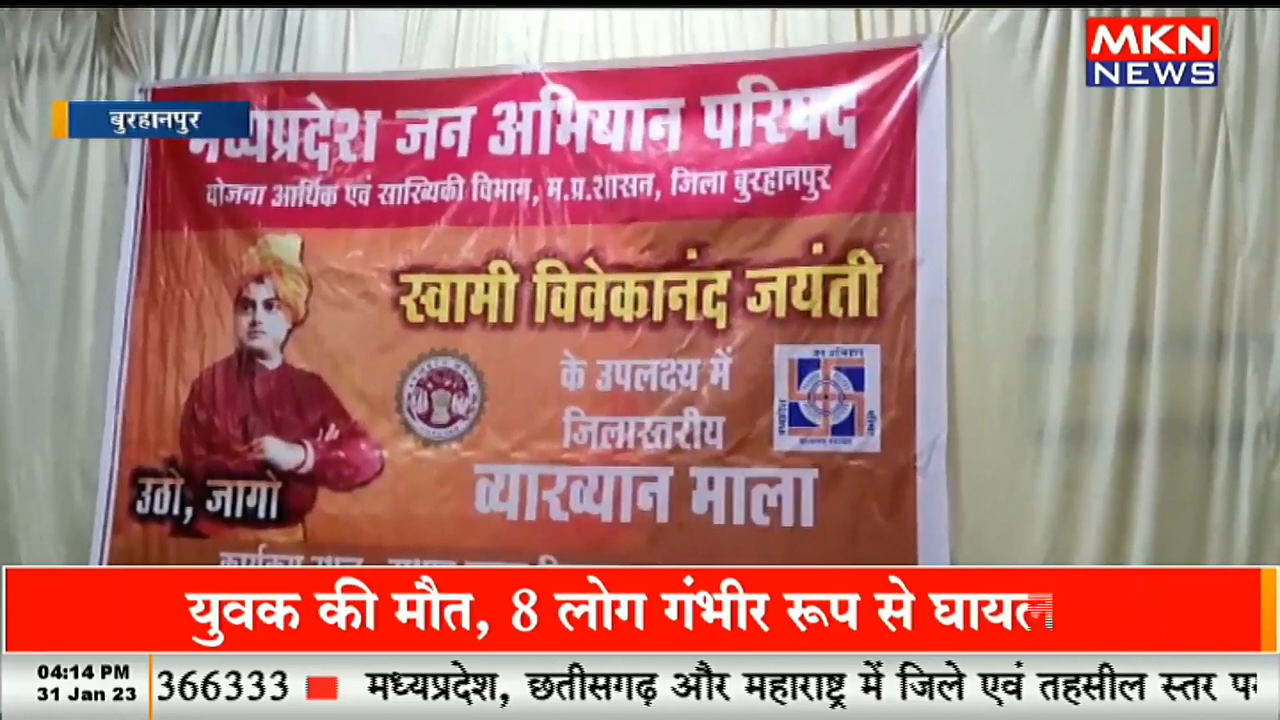 MKN
NEWS
बुरहानपुर
मध्यप्रदेश जन अभियान परिषद
योजना आर्थिक एवं साख्यिकी विभाग, म.प्र.शासन, जिला बुरहानपुर
स्वामी विवेकानंद जयंती
के उपलक्ष्य में
जिलास्तरीय
व्याख्यान माला
उठो, जागो
युवक की मौत, 8 लोग गंभीर रूप से घायल
04:14 PM
31 Jan 23
366333 मध्यप्रदेश, छतीसगढ़ और महाराष्ट्र में जिले एवं तहसील स्तर